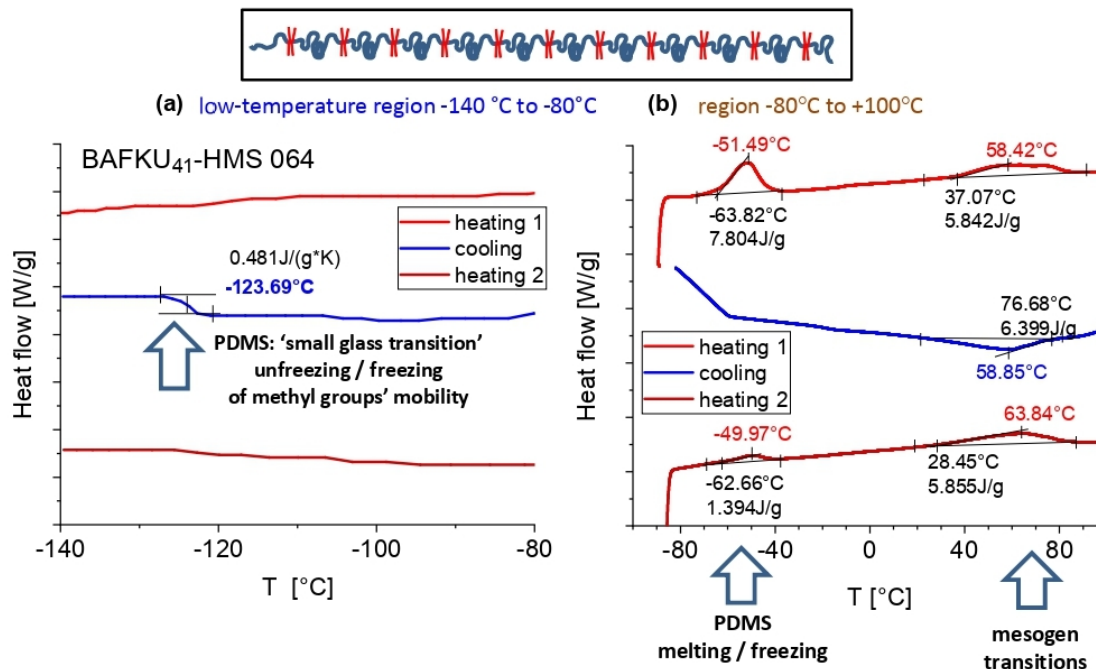 (a) low-temperature region -140 °C to -80°C
BAFKU₄₁-HMS 064
heating 1
cooling
heating 2
0.481J/(g*K)
-123.69°C
PDMS: ‘small glass transition’
unfreezing / freezing
of methyl groups’ mobility
Heat flow [W/g]
-140
-120
-100
-80
T [°C]
(b) region -80°C to +100°C
-51.49°C
58.42°C
-63.82°C
7.804J/g
37.07°C
5.842J/g
76.68°C
6.399J/g
58.85°C
heating 1
cooling
heating 2
-49.97°C
63.84°C
-62.66°C
1.394J/g
28.45°C
5.855J/g
Heat flow [W/g]
-80
-40
0
40
80
T [°C]
PDMS
melting / freezing
mesogen
transitions